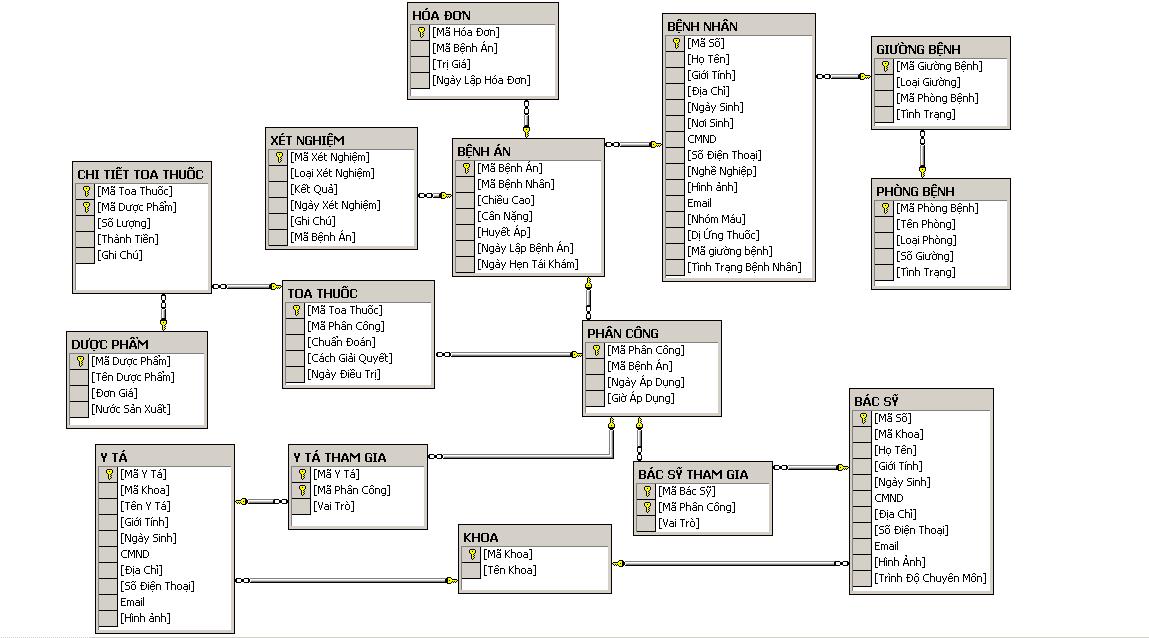 HÓA ĐƠN
[Mã Hóa Đơn]
[Mã Bệnh Án]
[Trị Giá]
[Ngày Lập Hóa Đơn]
BỆNH NHÂN
[Mã Số]
[Họ Tên]
[Giới Tính]
[Địa Chỉ]
[Ngày Sinh]
[Nơi Sinh]
CMND
[Số Điện Thoại]
[Nghề Nghiệp]
[Hình ảnh]
Email
[Nhóm Máu]
[Dị Ứng Thuốc]
[Mã giường bệnh]
[Tình Trạng Bệnh Nhân]
GIƯỜNG BỆNH
[Mã Giường Bệnh]
[Loại Giường]
[Mã Phòng Bệnh]
[Tình Trạng]
XÉT NGHIỆM
[Mã Xét Nghiệm]
[Loại Xét Nghiệm]
[Kết Quả]
[Ngày Xét Nghiệm]
[Ghi Chú]
[Mã Bệnh Án]
BỆNH ÁN
[Mã Bệnh Án]
[Mã Bệnh Nhân]
[Chiều Cao]
[Cân Nặng]
[Huyết Áp]
[Ngày Lập Bệnh Án]
[Ngày Hẹn Tái Khám]
CHI TIẾT TOA THUỐC
[Mã Toa Thuốc]
[Mã Dược Phẩm]
[Số Lượng]
[Thành Tiền]
[Ghi Chú]
PHÒNG BỆNH
[Mã Phòng Bệnh]
[Tên Phòng]
[Loại Phòng]
[Số Giường]
[Tình Trạng]
TOA THUỐC
[Mã Toa Thuốc]
[Mã Phân Công]
[Chuẩn Đoán]
[Cách Giải Quyết]
[Ngày Điều Trị]
PHÂN CÔNG
[Mã Phân Công]
[Mã Bệnh Án]
[Ngày Áp Dụng]
[Giờ Áp Dụng]
DƯỢC PHẨM
[Mã Dược Phẩm]
[Tên Dược Phẩm]
[Đơn Giá]
[Nước Sản Xuất]
BÁC SỸ
[Mã Số]
[Mã Khoa]
[Họ Tên]
[Giới Tính]
[Ngày Sinh]
CMND
[Địa Chỉ]
[Số Điện Thoại]
Email
[Hình Ảnh]
[Trình Độ Chuyên Môn]
Y TÁ
[Mã Y Tá]
[Mã Khoa]
[Tên Y Tá]
[Giới Tính]
[Ngày Sinh]
CMND
[Địa Chỉ]
[Số Điện Thoại]
Email
[Hình ảnh]
Y TÁ THAM GIA
[Mã Y Tá]
[Mã Phân Công]
[Vai Trò]
BÁC SỸ THAM GIA
[Mã Bác Sỹ]
[Mã Phân Công]
[Vai Trò]
KHOA
[Mã Khoa]
[Tên Khoa]